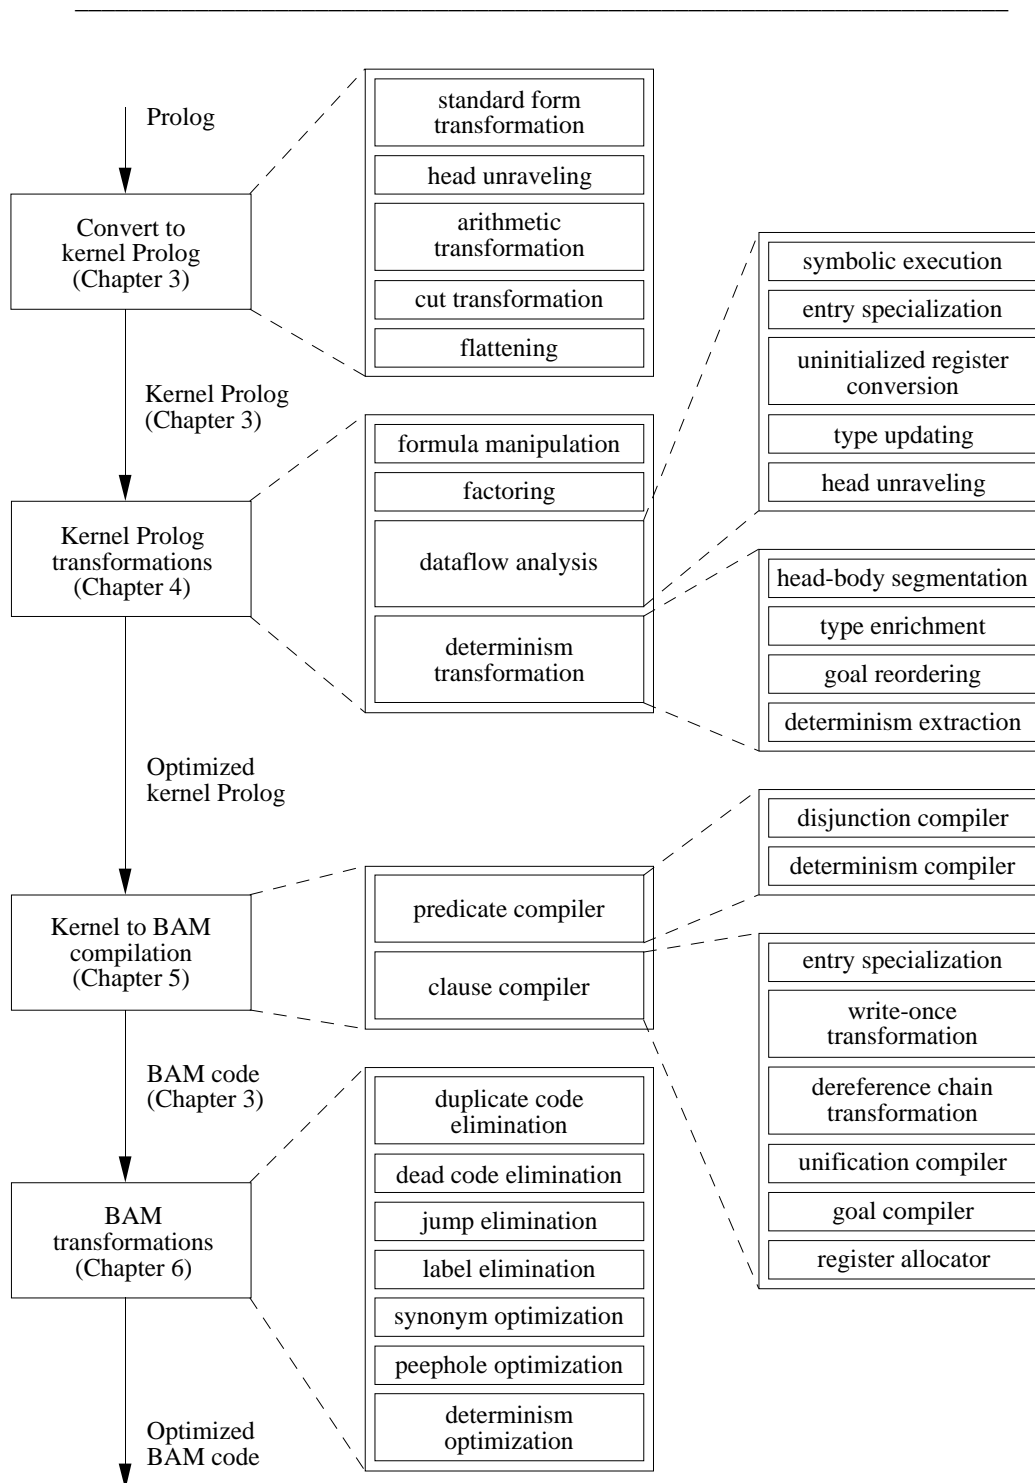 Prolog
Convert to
kernel Prolog
(Chapter 3)
Kernel Prolog
(Chapter 3)
Kernel Prolog
transformations
(Chapter 4)
Optimized
kernel Prolog
Kernel to BAM
compilation
(Chapter 5)
BAM code
(Chapter 3)
BAM
transformations
(Chapter 6)
Optimized
BAM code
standard form
transformation
head unraveling
arithmetic
transformation
cut transformation
flattening
formula manipulation
factoring
dataflow analysis
determinism
transformation
predicate compiler
clause compiler
duplicate code
elimination
dead code elimination
jump elimination
label elimination
synonym optimization
peephole optimization
determinism
optimization
symbolic execution
entry specialization
uninitialized register
conversion
type updating
head unraveling
head-body segmentation
type enrichment
goal reordering
determinism extraction
disjunction compiler
determinism compiler
entry specialization
write-once
transformation
dereference chain
transformation
unification compiler
goal compiler
register allocator